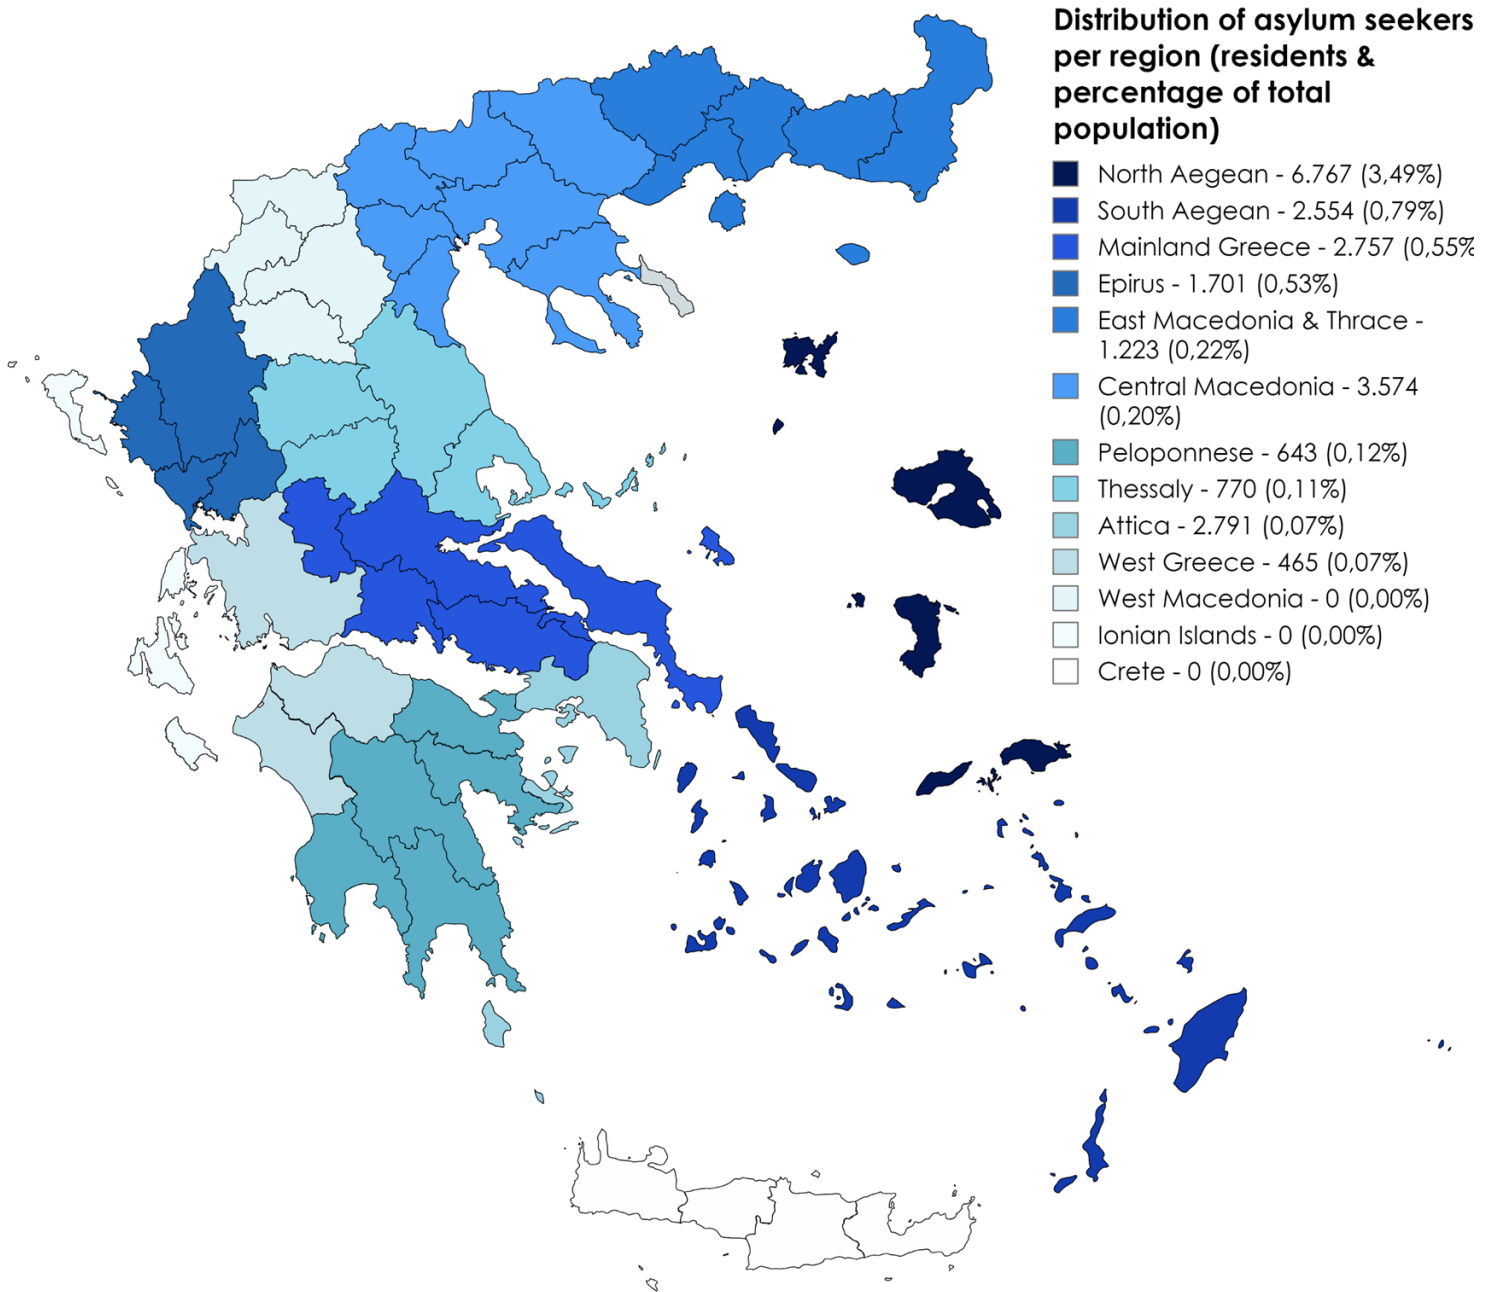 Distribution of asylum seekers
per region (residents &
percentage of total
population)
North Aegean - 6.767 (3,49%)
South Aegean - 2.554 (0,79%)
Mainland Greece - 2.757 (0,55%
Epirus - 1.701 (0,53%)
East Macedonia & Thrace -
1.223 (0,22%)
Central Macedonia - 3.574
(0,20%)
Peloponnese - 643 (0,12%)
Thessaly - 770 (0,11%)
Attica - 2.791 (0,07%)
West Greece - 465 (0,07%)
West Macedonia - 0 (0,00%)
Ionian Islands - 0 (0,00%)
Crete - 0 (0,00%)